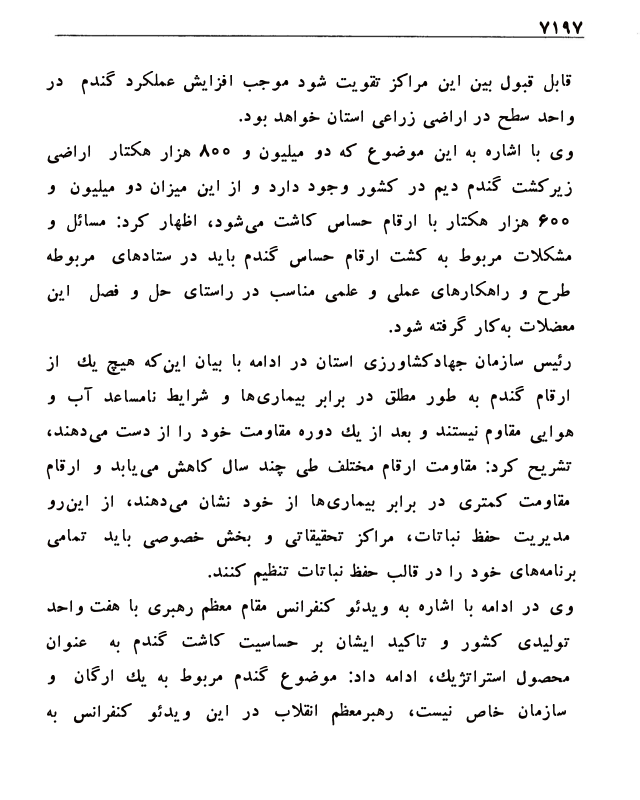 ۷۱۹۷
قابل قبول بین این مراکز تقویت شود موجب افزایش عملکرد گندم در
واحد سطح در اراضی زراعی استان خواهد بود.
وی با اشاره به این موضوع که دو میلیون و ۸۰۰ هزار هکتار اراضی
زیرکشت گندم دیم در کشور وجود دارد و از این میزان دو میلیون و
۶۰۰ هزار هکتار با ارقام حساس کاشت می‌شود، اظهار کرد: مسائل و
مشکلات مربوط به کشت ارقام حساس گندم باید در ستادهای مربوطه
طرح و راهکارهای عملی و علمی مناسب در راستای حل و فصل این
معضلات به‌کار گرفته شود.
رئیس سازمان جهادکشاورزی استان در ادامه با بیان این‌که هیچ یك از
ارقام گندم به طور مطلق در برابر بیماری‌ها و شرایط نامساعد آب و
هوایی مقاوم نیستند و بعد از یك دوره مقاومت خود را از دست می‌دهند،
تشریح کرد: مقاومت ارقام مختلف طی چند سال کاهش می‌یابد و ارقام
مقاومت کمتری در برابر بیماری‌ها از خود نشان می‌دهند، از این‌رو
مدیریت حفظ نباتات، مراکز تحقیقاتی و بخش خصوصی باید تمامی
برنامه‌های خود را در قالب حفظ نباتات تنظیم کنند.
وی در ادامه با اشاره به ویدئو کنفرانس مقام معظم رهبری با هفت واحد
تولیدی کشور و تاکید ایشان بر حساسیت کاشت گندم به عنوان
محصول استراتژیك، ادامه داد: موضوع گندم مربوط به یك ارگان و
سازمان خاص نیست، رهبرمعظم انقلاب در این ویدئو کنفرانس به